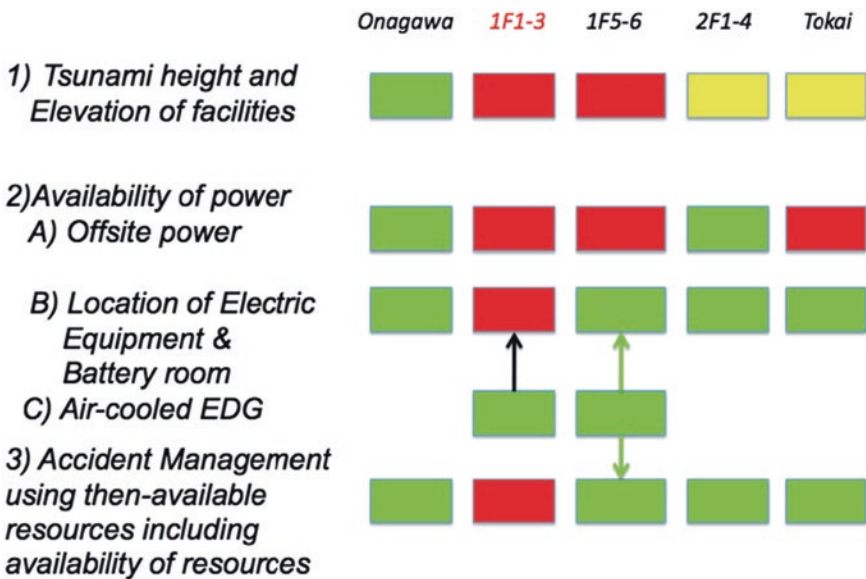 Onagawa 1F1-3 1F5-6 2F1-4 Tokai
1) Tsunami height and
Elevation of facilities
2)Availability of power
A) Offsite power
B) Location of Electric
Equipment &
Battery room
C) Air-cooled EDG
3) Accident Management
using then-available
resources including
availability of resources